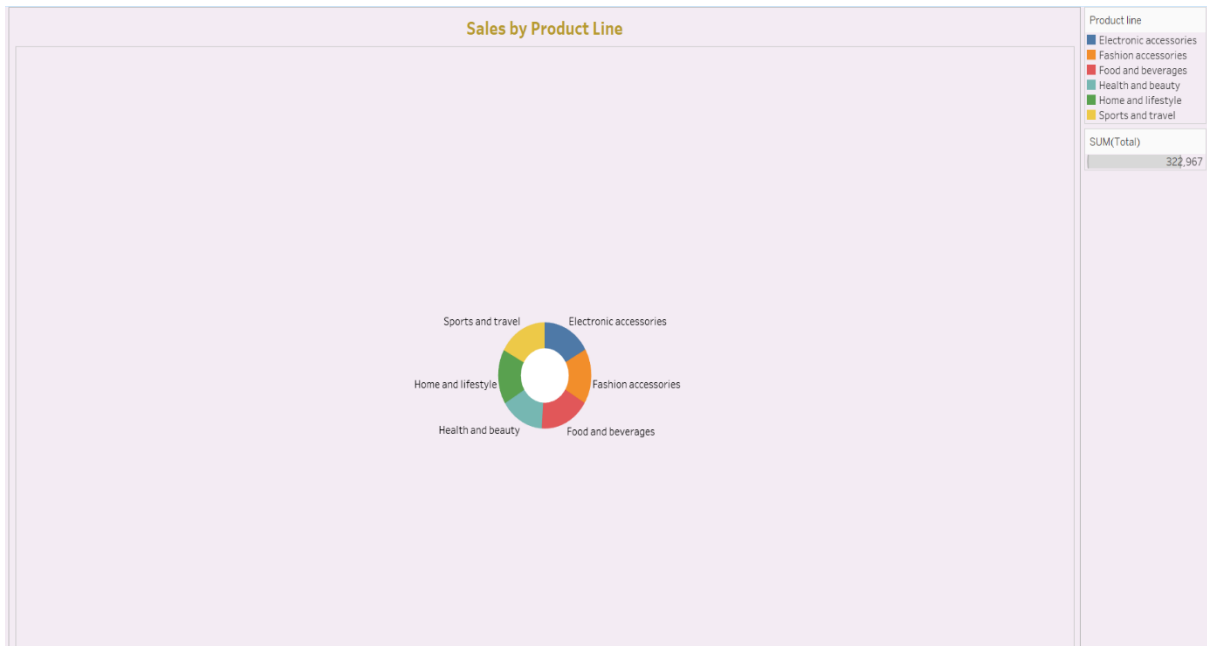 Sales by Product Line
Sports and travel
Electronic accessories
Home and lifestyle
Fashion accessories
Health and beauty
Food and beverages
Product line
Electronic accessories
Fashion accessories
Food and beverages
Health and beauty
Home and lifestyle
Sports and travel
SUM(Total)
322,967